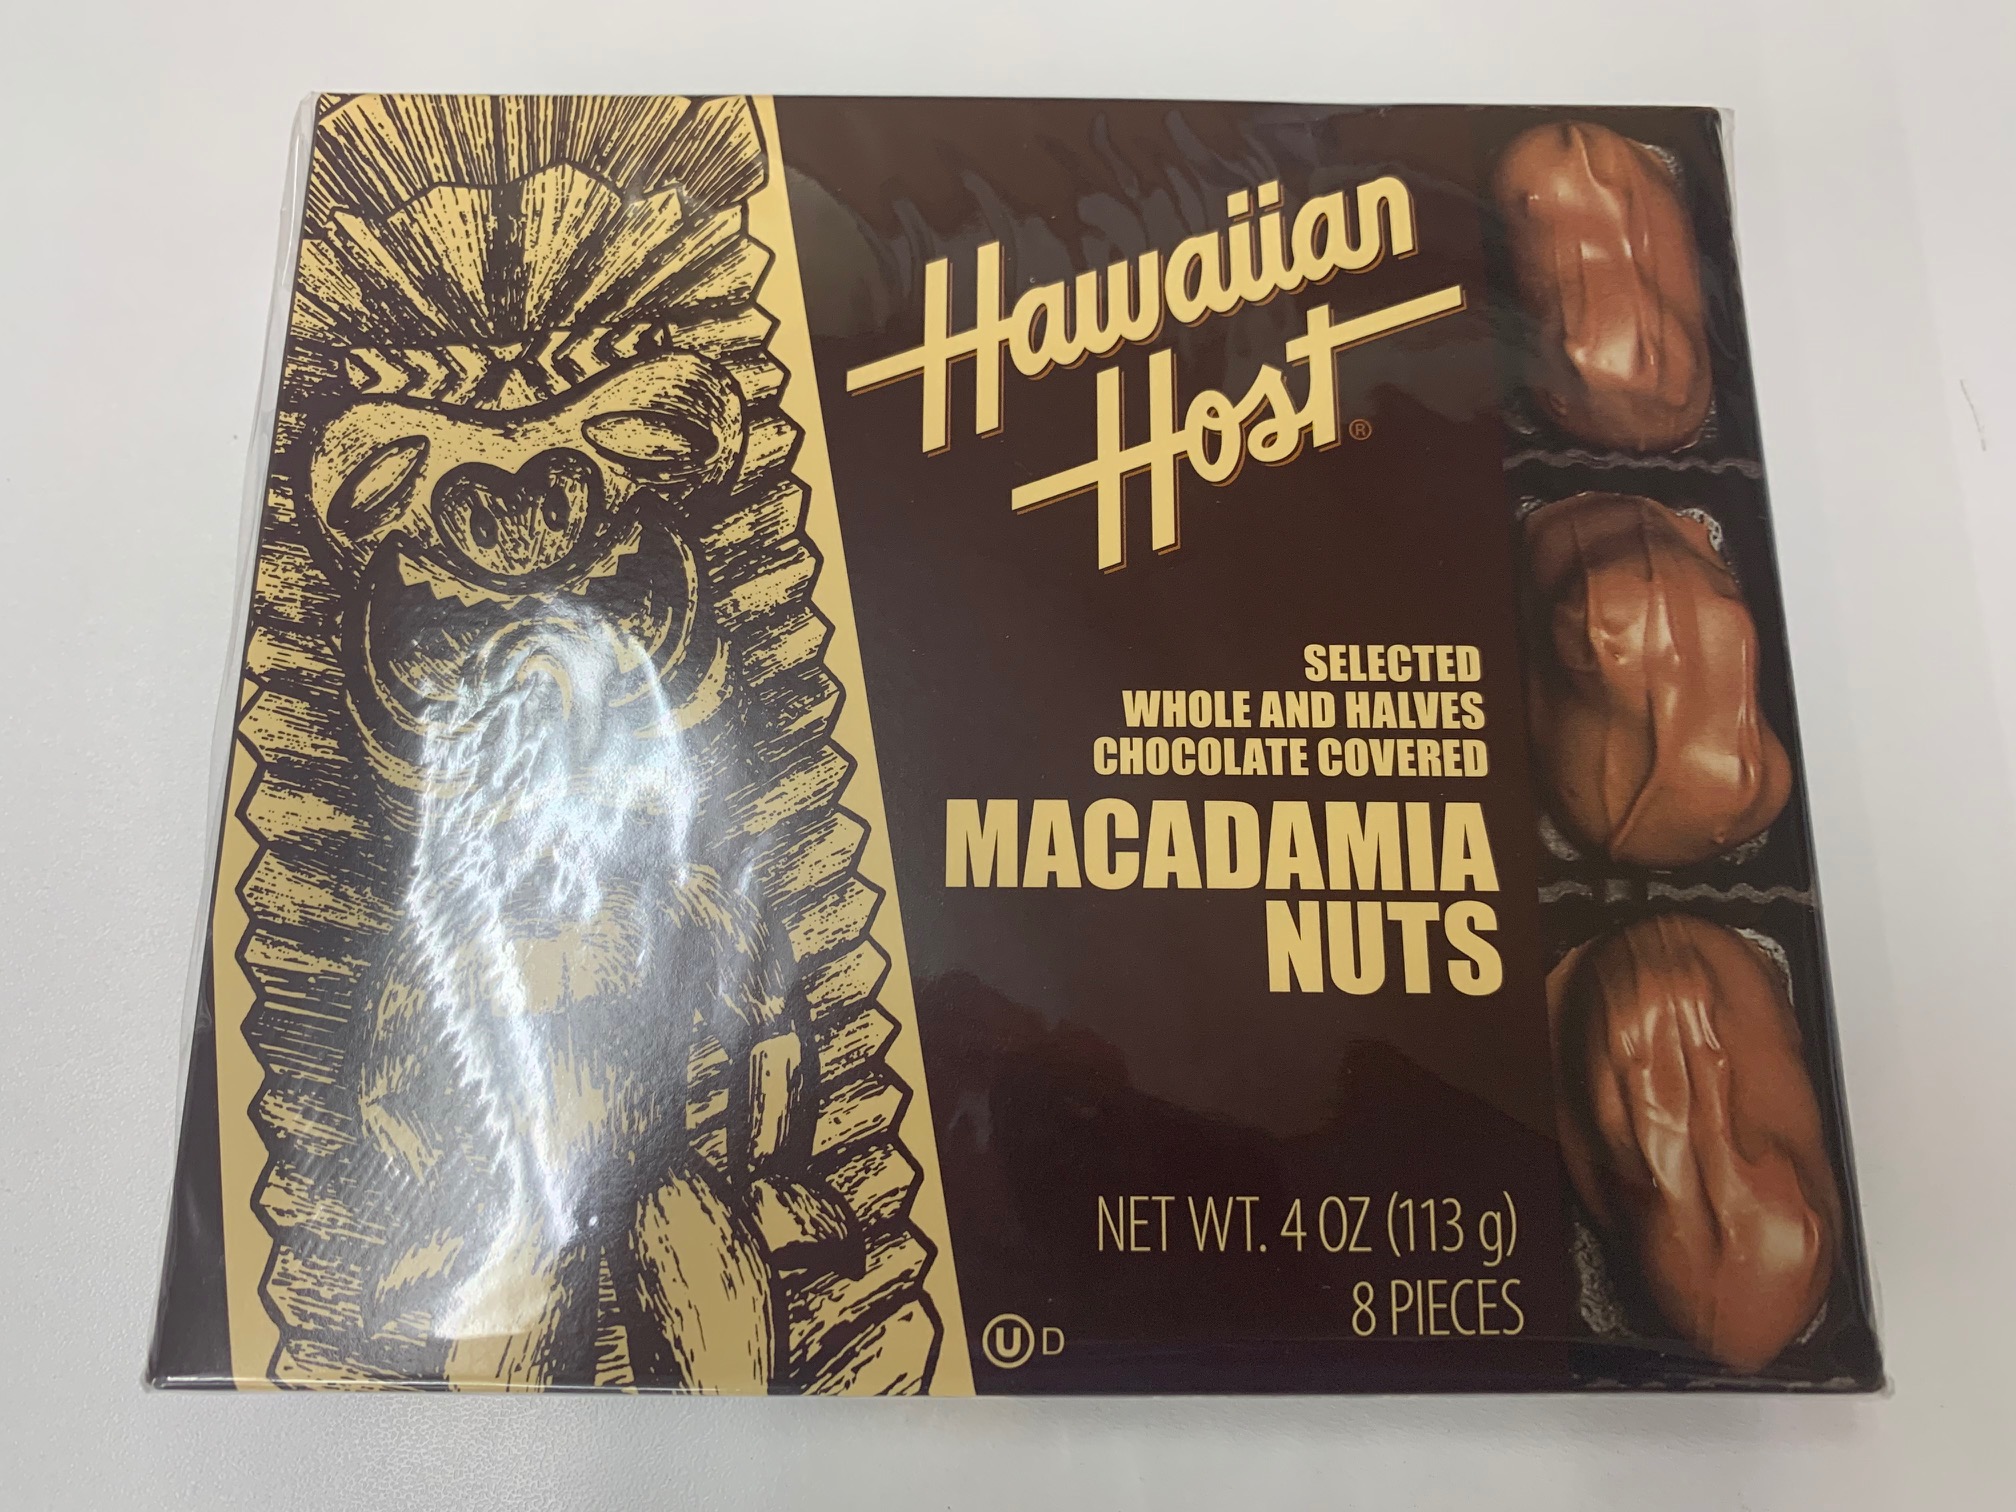 Hawaiian
Host®
SELECTED
WHOLE AND HALVES
CHOCOLATE COVERED
MACADAMIA
NUTS
NET WT. 4 OZ (113 g)
8 PIECES
U D